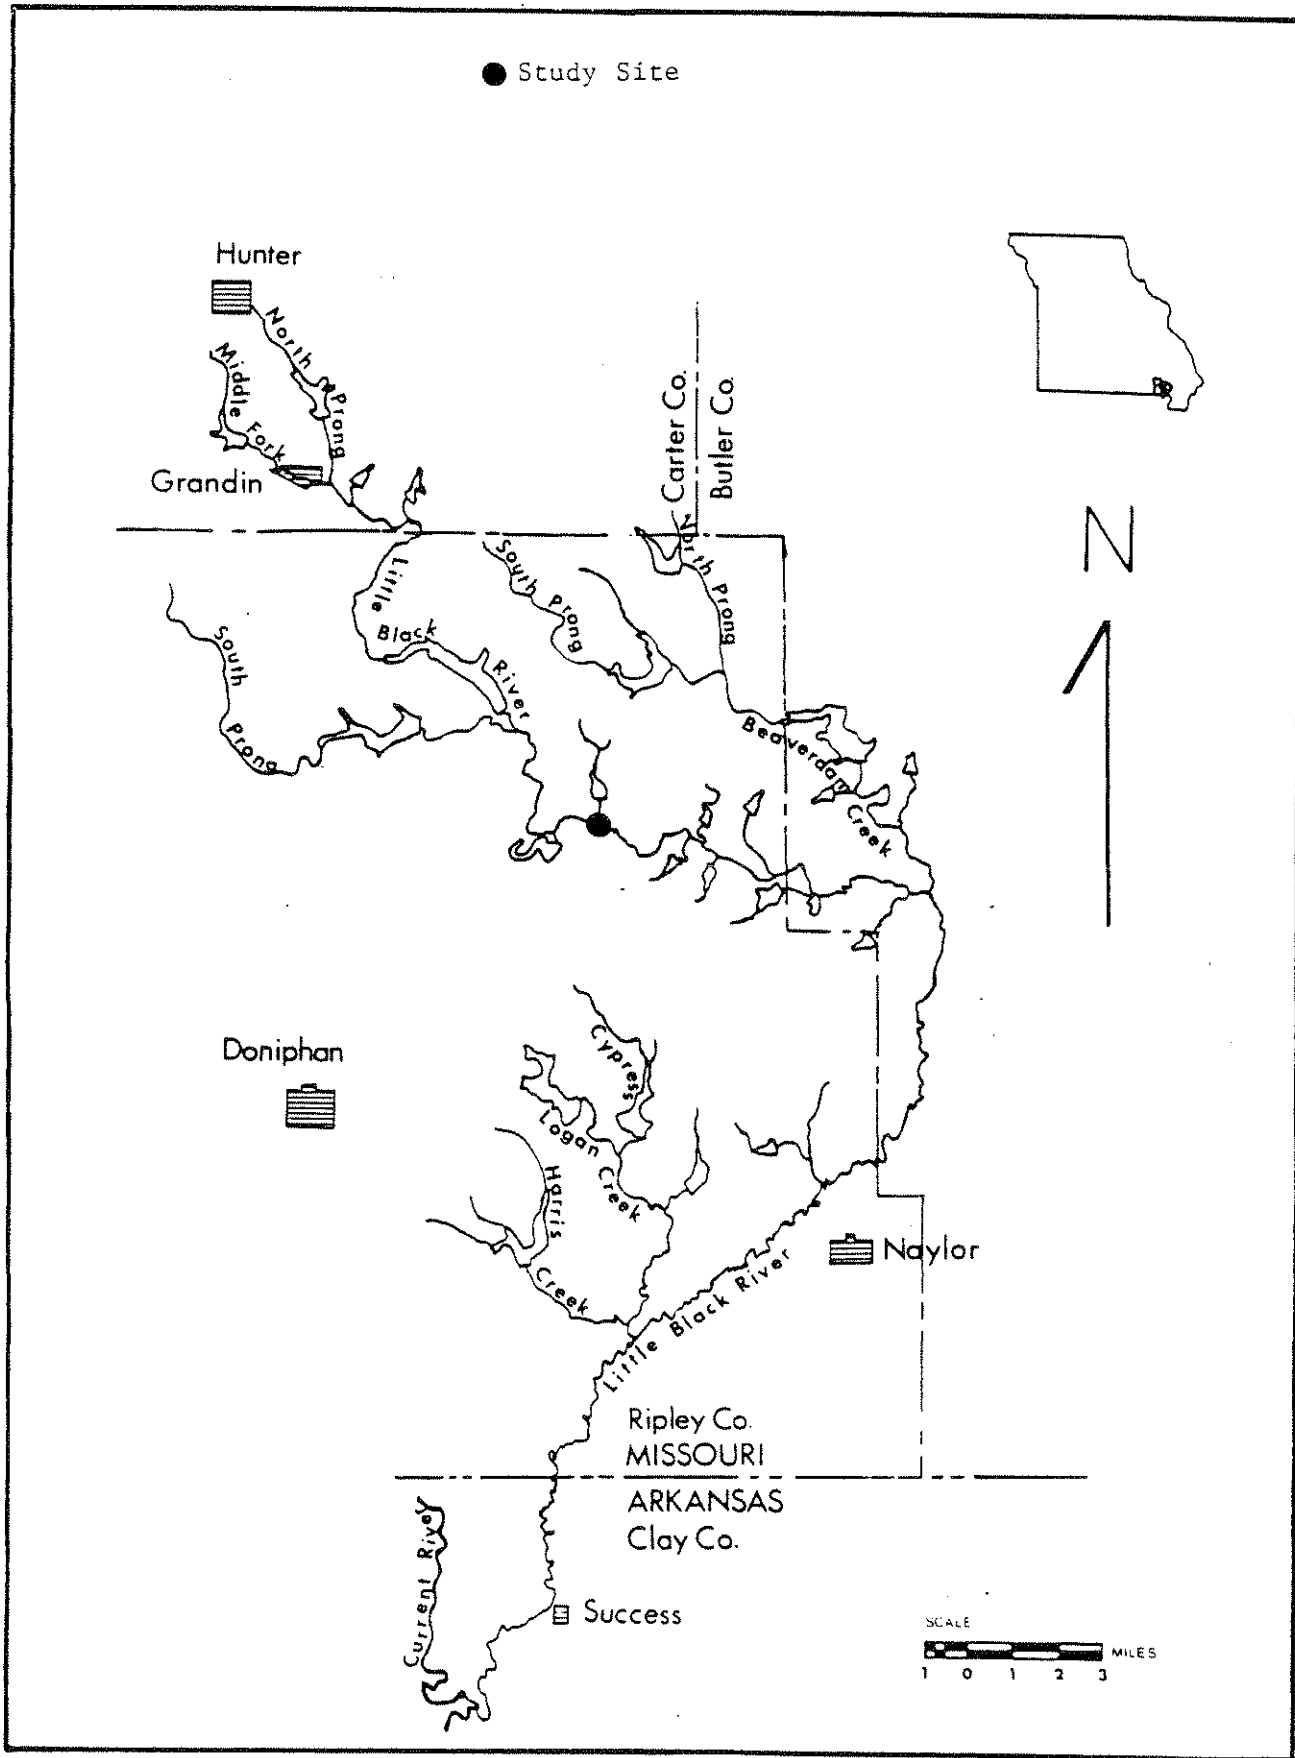 Study Site
Hunter
North Prong
Middle Fork
Grandin
Carter Co.
Butler Co.
N
Little Black River
South Prong
North Prong
South Prong
Beaverdam Creek
Doniphan
Cypress
Logan Creek
Harris Creek
Naylor
Little Black River
Ripley Co.
MISSOURI
ARKANSAS
Clay Co.
Current River
Success
SCALE
MILES
1 0 1 2 3